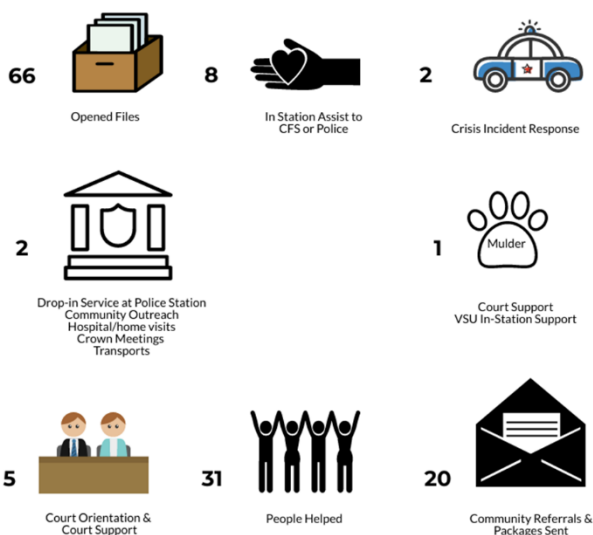 66
Opened Files
8
In Station Assist to
CFS or Police
2
Crisis Incident Response
2
Drop-in Service at Police Station
Community Outreach
Hospital/home visits
Crown Meetings
Transports
1
Mulder
Court Support
VSU In-Station Support
5
Court Orientation &
Court Support
31
People Helped
20
Community Referrals &
Packages Sent